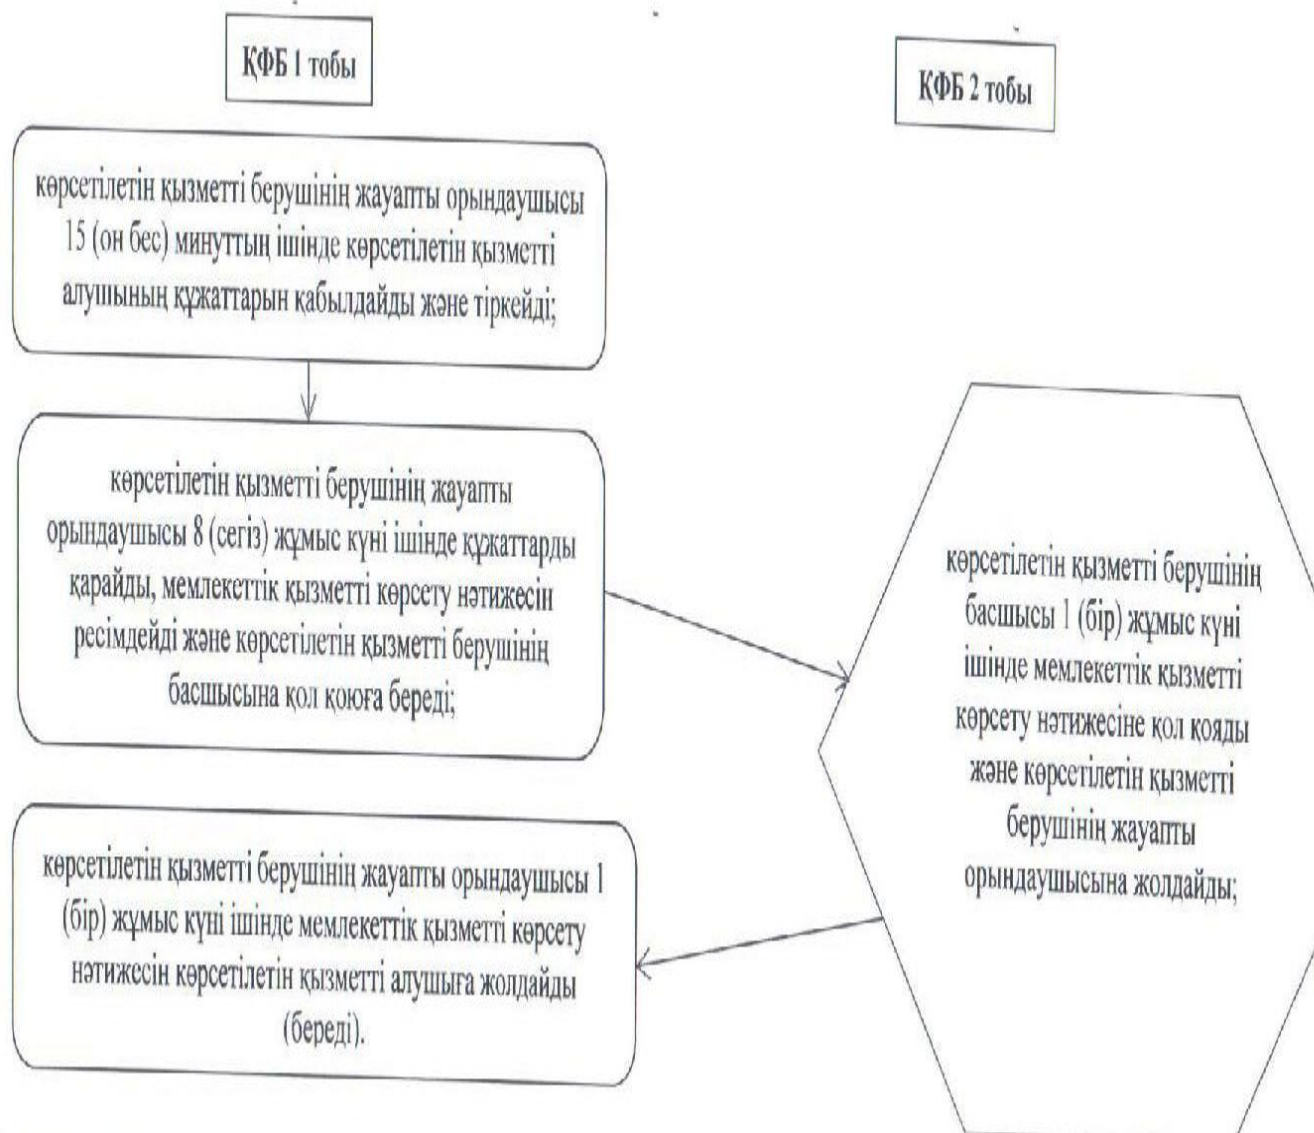 ҚФБ 1 тобы
ҚФБ 2 тобы
көрсетілетін қызметті берушінің жауапты орындаушысы
15 (он бес) минуттың ішінде көрсетілетін қызметті
алушының құжаттарын қабылдайды және тіркейді;
көрсетілетін қызметті берушінің жауапты
орындаушысы 8 (сегіз) жұмыс күні ішінде құжаттарды
қарайды, мемлекеттік қызметті көрсету нәтижесін
ресімдейді және көрсетілетін қызметті берушінің
басшысына қол қоюға береді;
көрсетілетін қызметті берушінің
басшысы 1 (бір) жұмыс күні
ішінде мемлекеттік қызметті
көрсету нәтижесіне қол қояды
және көрсетілетін қызметті
берушінің жауапты
орындаушысына жолдайды;
көрсетілетін қызметті берушінің жауапты орындаушысы 1
(бір) жұмыс күні ішінде мемлекеттік қызметті көрсету
нәтижесін көрсетілетін қызметті алушыға жолдайды
(береді).